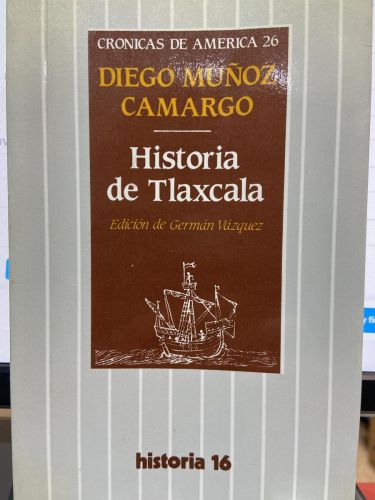 CRONICAS DE AMERICA 26
DIEGO MUÑOZ
CAMARGO
Historia
de Tlaxcala
Edición de Germán Vázquez
historia 16